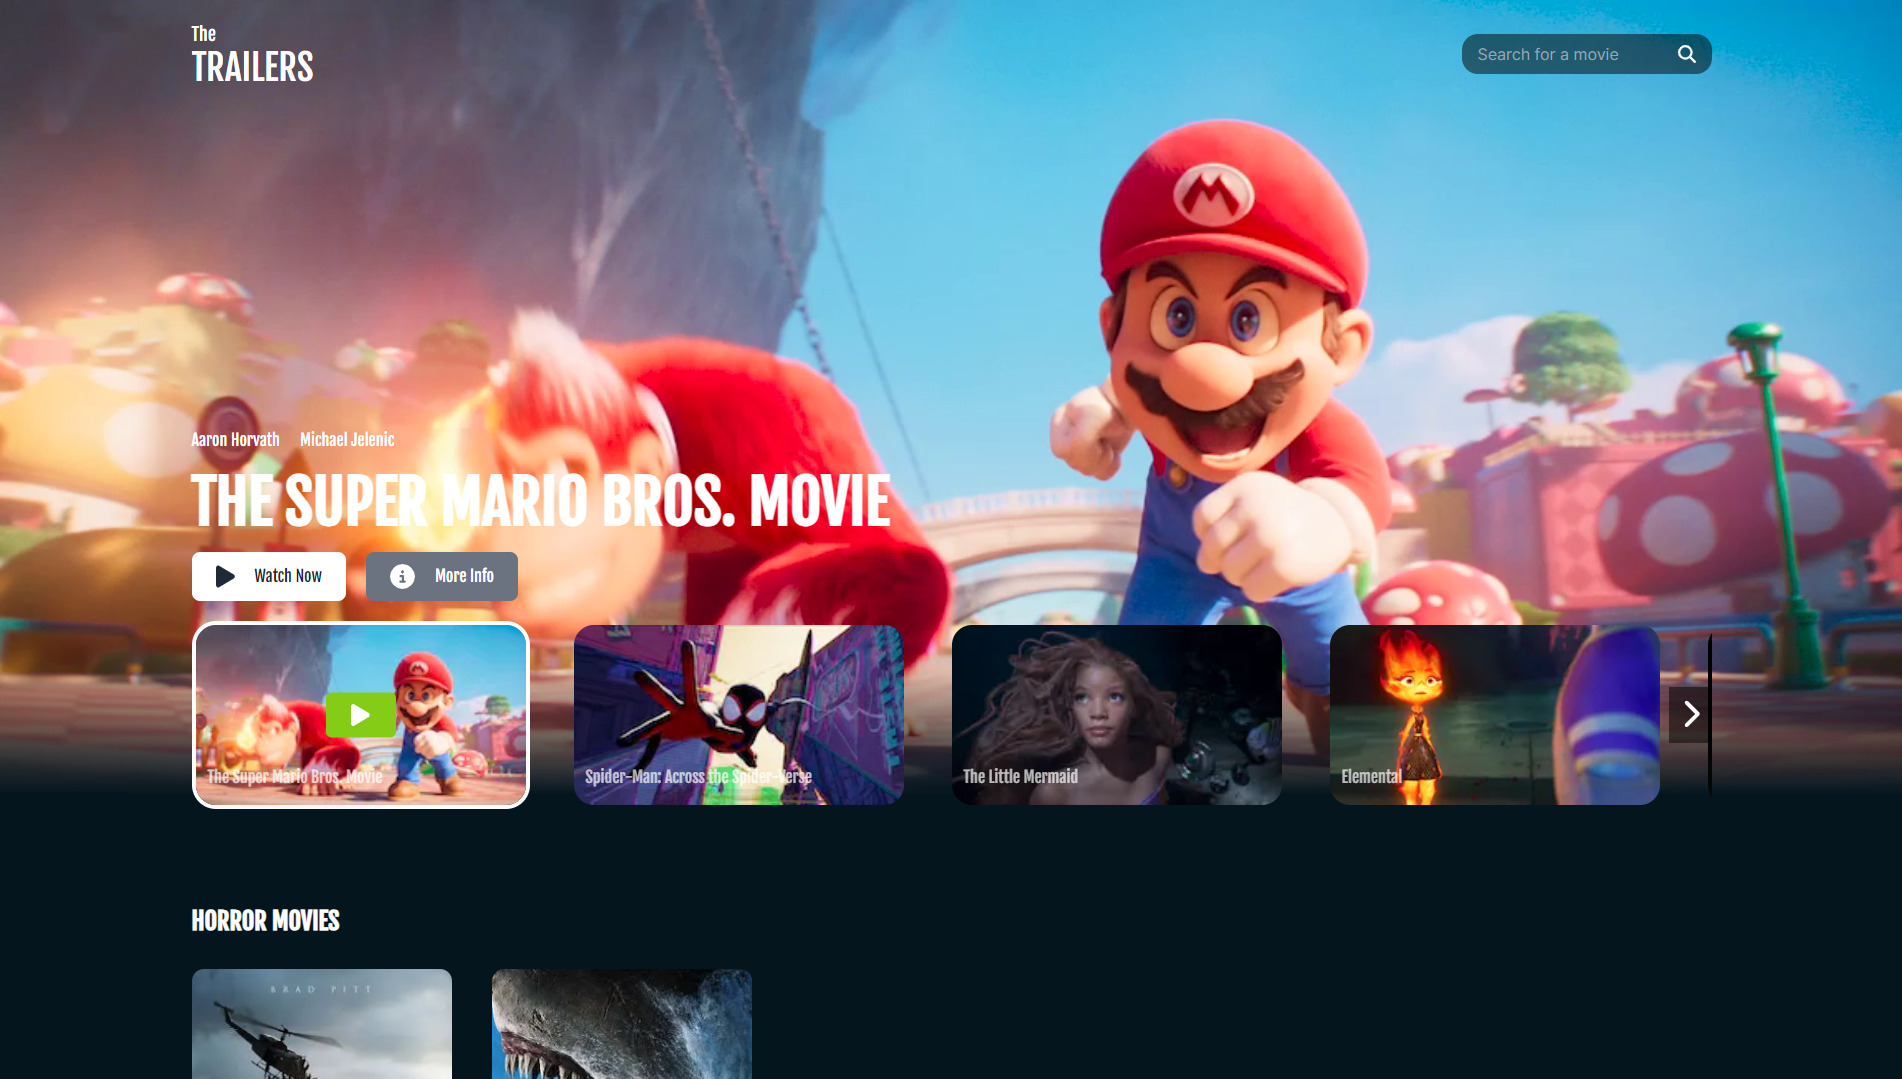 The
TRAILERS
Search for a movie
Aaron Horvath Michael Jelenic
THE SUPER MARIO BROS. MOVIE
Watch Now More Info
The Super Mario Bros. Movie Spider-Man: Across the Spider-Verse The Little Mermaid Elemental
HORROR MOVIES
BRAD PITT